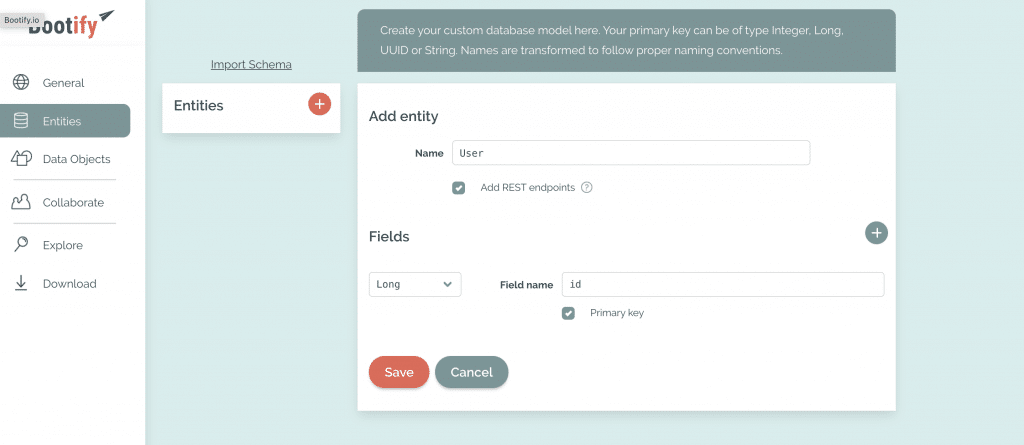 Bootify.io
Bootify
General
Entities
Data Objects
Collaborate
Explore
Download
Import Schema
Entities
Create your custom database model here. Your primary key can be of type Integer, Long,
UUID or String. Names are transformed to follow proper naming conventions.
Add entity
Name User
Add REST endpoints ?
Fields
Long Field name id
Primary key
Save Cancel